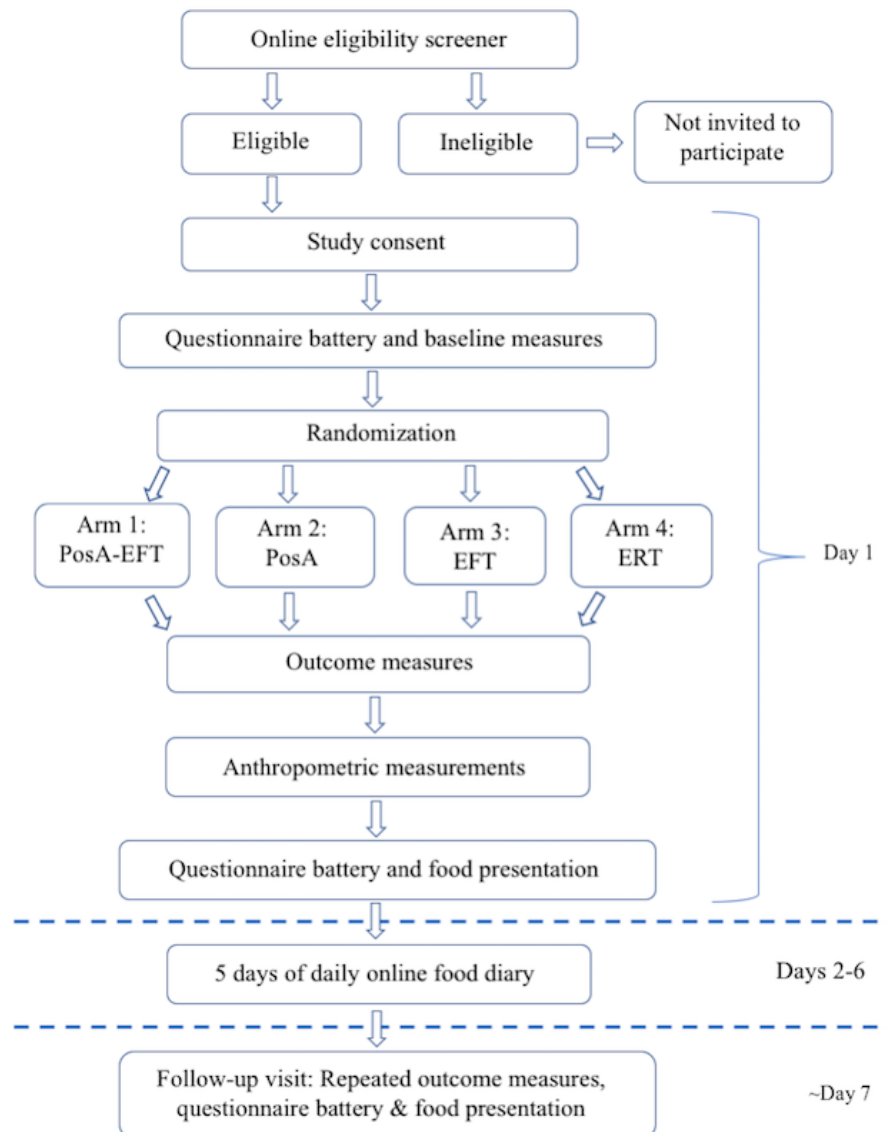 Online eligibility screener
Eligible
Ineligible
Not invited to
participate
Study consent
Questionnaire battery and baseline measures
Randomization
Arm 1:
PosA-EFT
Arm 2:
PosA
Arm 3:
EFT
Arm 4:
ERT
Day 1
Outcome measures
Anthropometric measurements
Questionnaire battery and food presentation
5 days of daily online food diary
Days 2-6
Follow-up visit: Repeated outcome measures,
questionnaire battery & food presentation
~Day 7